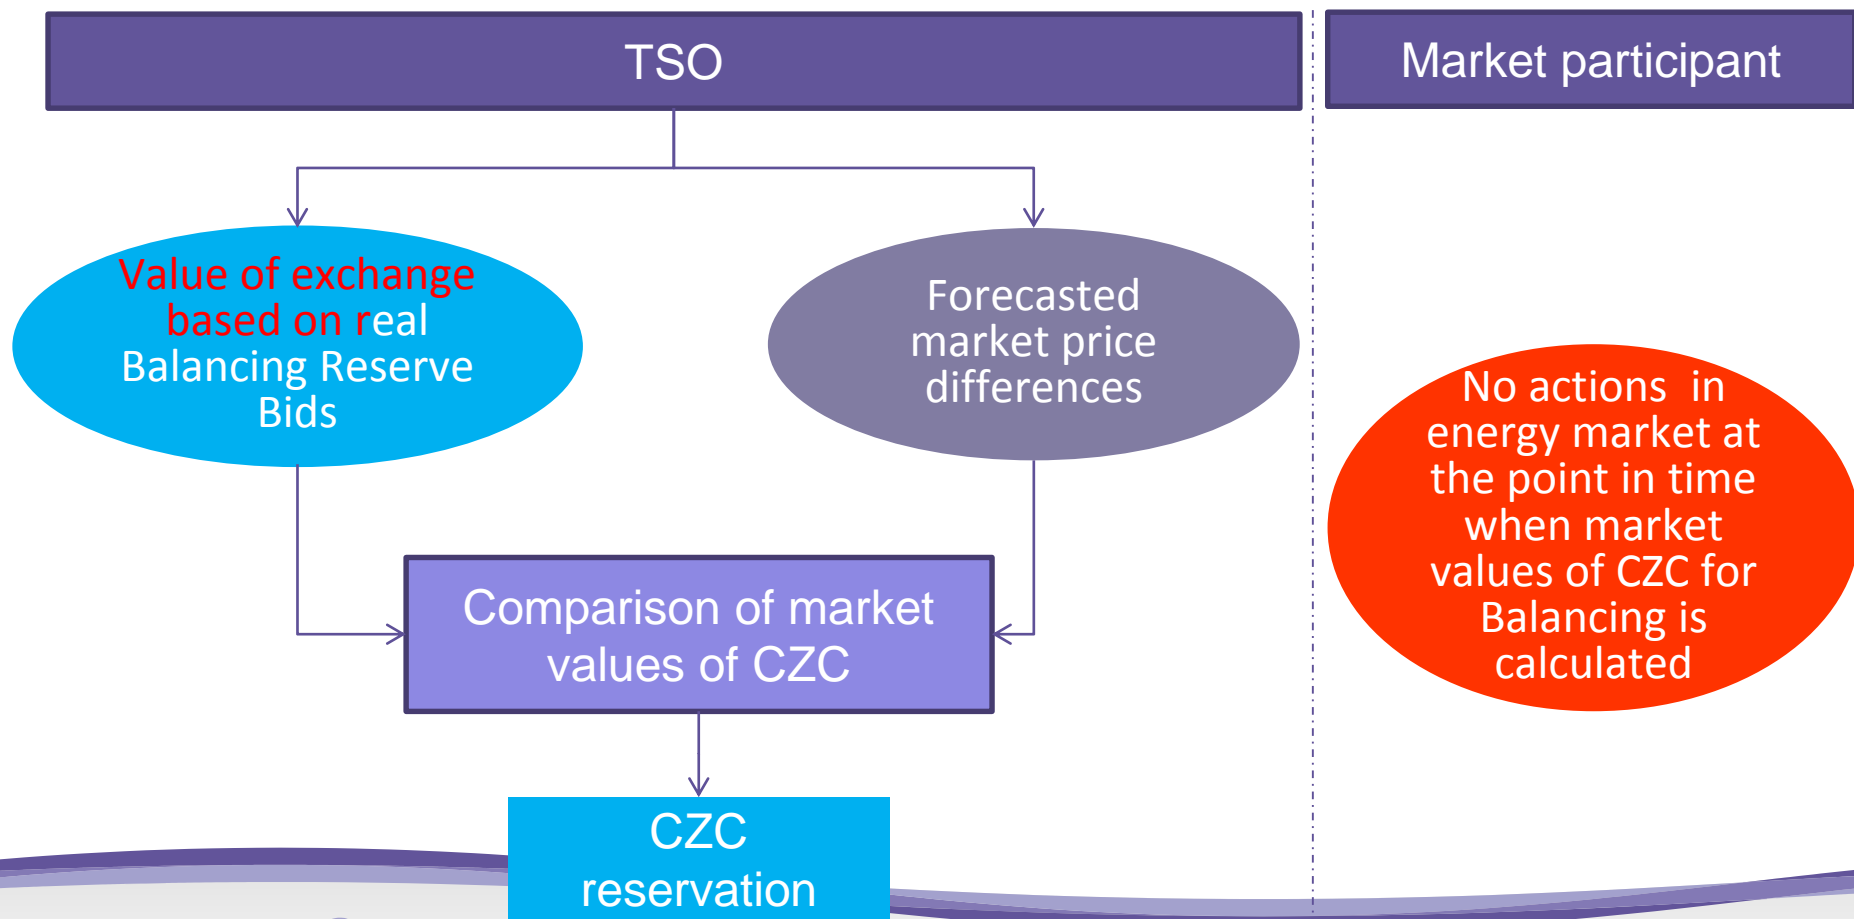 TSO
Market participant
Value of exchange
based on real
Balancing Reserve
Bids
Forecasted
market price
differences
No actions  in
energy market at
the point in time
when market
values of CZC for
Balancing is
calculated
Comparison of market
values of CZC
CZC
reservation